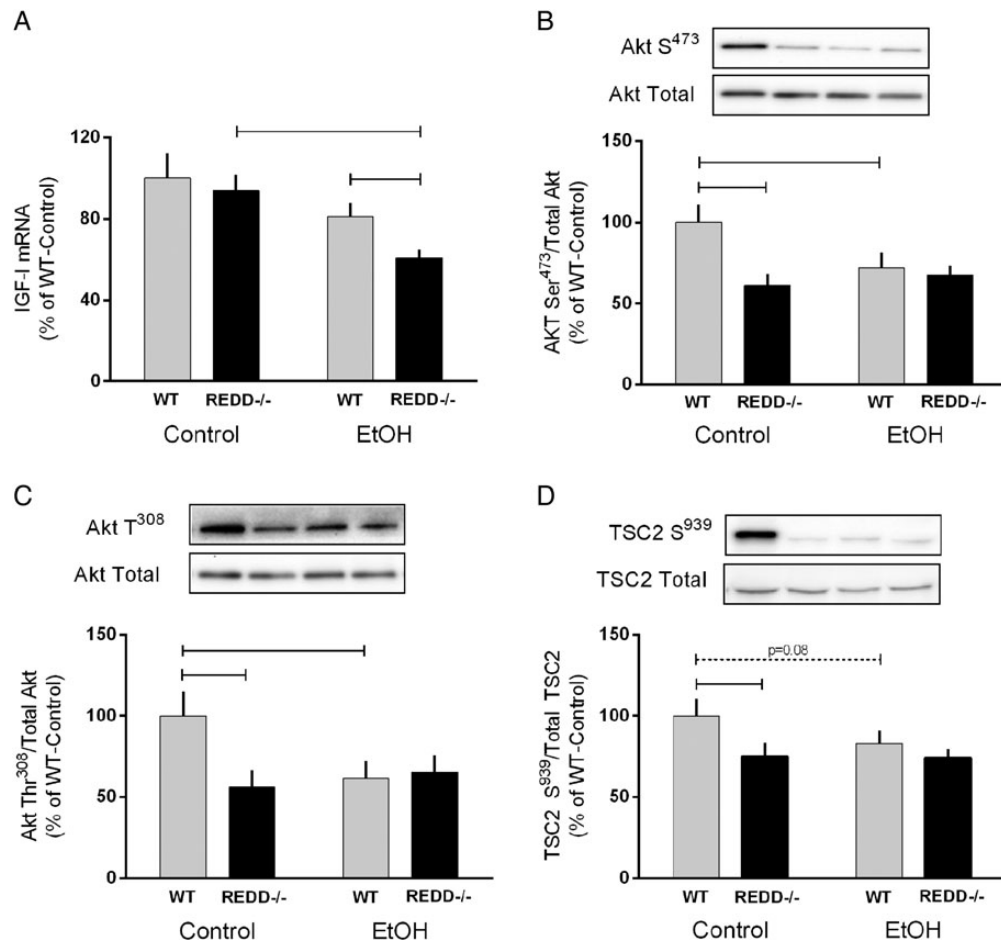 A
IGF-I mRNA
(% of WT-Control)
120
80
40
0
WT REDD-/- WT REDD-/-
Control EtOH
B
Akt S473
Akt Total
AKT Ser473/Total Akt
(% of WT-Control)
150
100
50
0
WT REDD-/- WT REDD-/-
Control EtOH
C
Akt T308
Akt Total
Akt Thr308/Total Akt
(% of WT-Control)
150
100
50
0
WT REDD-/- WT REDD-/-
Control EtOH
D
TSC2 S939
TSC2 Total
TSC2 S939/Total TSC2
(% of WT-Control)
150
100
50
0
p=0.08
WT REDD-/- WT REDD-/-
Control EtOH